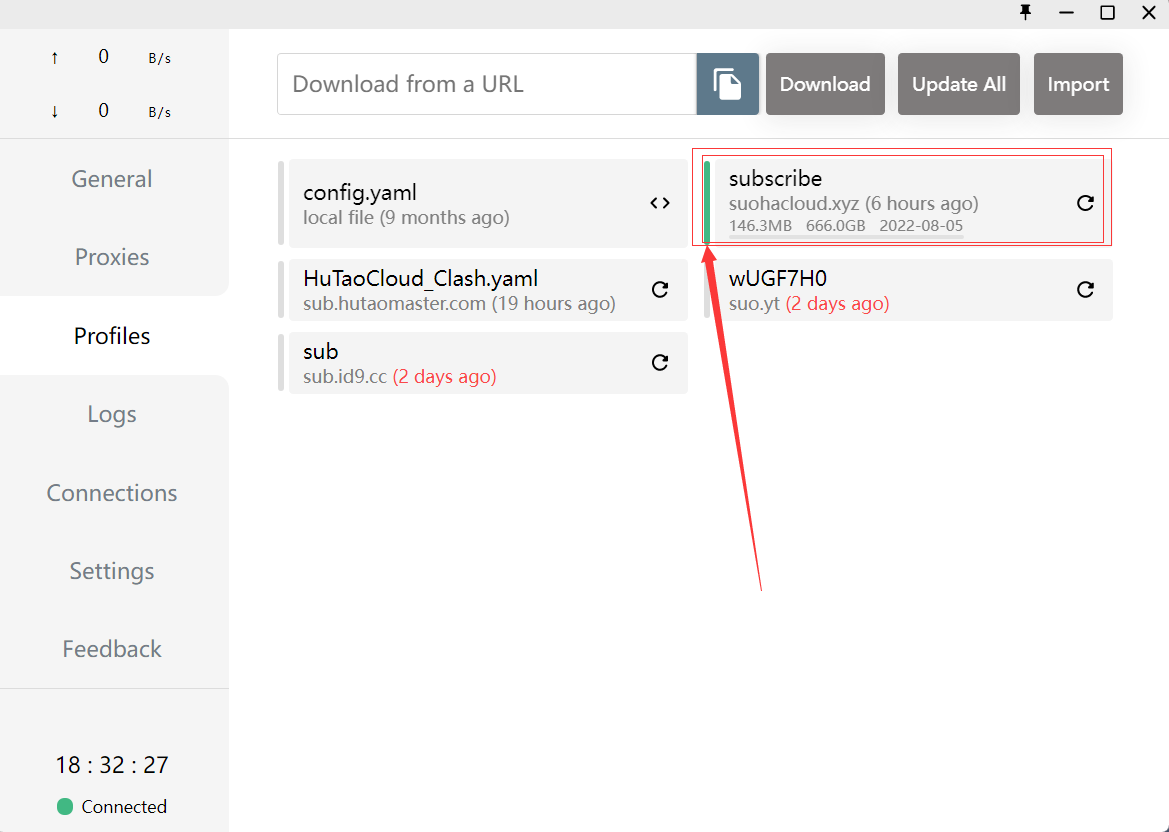 ↑ 0 B/s
↓ 0 B/s
Download from a URL
Download
Update All
Import
General
Proxies
Profiles
Logs
Connections
Settings
Feedback
18 : 32 : 27
Connected
config.yaml
local file (9 months ago)
subscribe
suohacloud.xyz (6 hours ago)
146.3MB 666.0GB 2022-08-05
HuTaoCloud_Clash.yaml
sub.hutaomaster.com (19 hours ago)
wUGF7H0
suo.yt (2 days ago)
sub
sub.id9.cc (2 days ago)